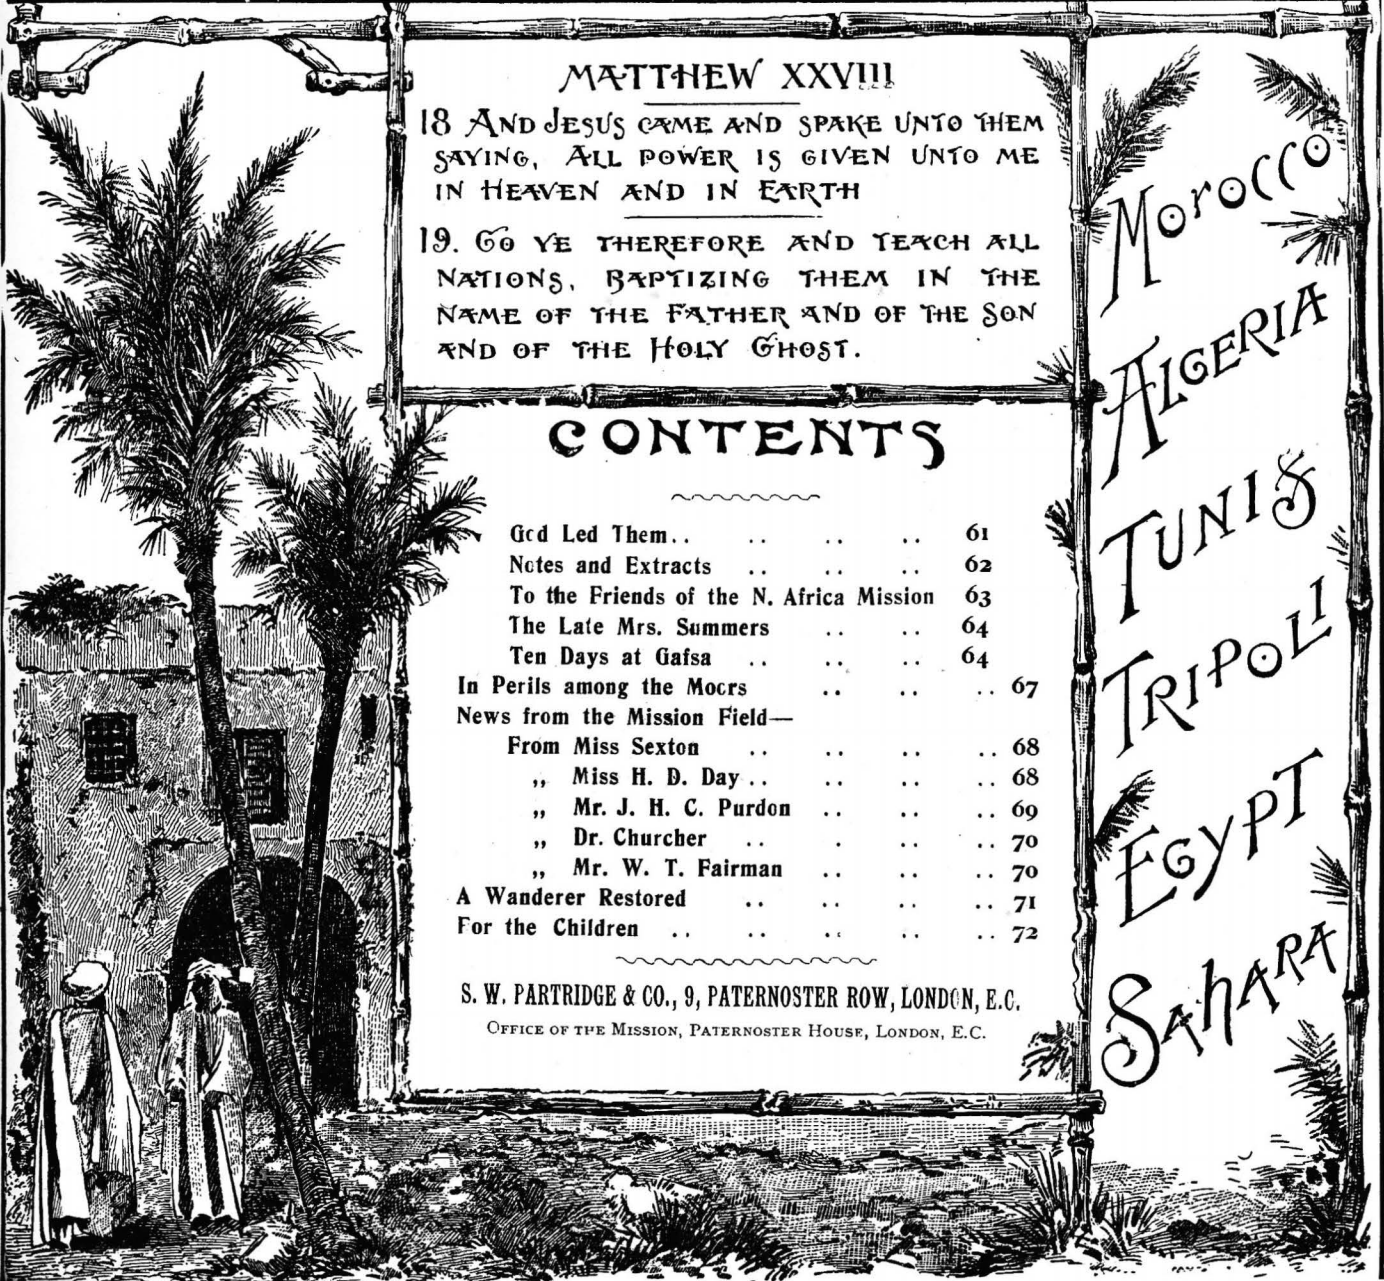 MATTHEW XXVIII
18 AND JESUS CAME AND SPAKE UNTO THEM
SAYING, ALL POWER IS GIVEN UNTO ME
IN HEAVEN AND IN EARTH
19. GO YE THEREFORE AND TEACH ALL
NATIONS, BAPTIZING THEM IN THE
NAME OF THE FATHER AND OF THE SON
AND OF THE HOLY GHOST.
CONTENTS
God Led Them.. .. .. .. 61
Notes and Extracts .. .. .. 62
To the Friends of the N. Africa Mission 63
The Late Mrs. Summers .. .. 64
Ten Days at Gafsa .. .. .. 64
In Perils among the Moors .. .. .. 67
News from the Mission Field—
From Miss Sexton .. .. .. .. 68
,, Miss H. D. Day .. .. .. .. 68
,, Mr. J. H. C. Purdon .. .. .. 69
,, Dr. Churcher .. . .. .. 70
,, Mr. W. T. Fairman .. .. .. 70
A Wanderer Restored .. .. .. .. 71
For the Children .. .. .. .. .. 72
S. W. PARTRIDGE & CO., 9, PATERNOSTER ROW, LONDON, E.C.
OFFICE OF THE MISSION, PATERNOSTER HOUSE, LONDON, E.C.
MOROCCO
ALGERIA
TUNIS
TRIPOLI
EGYPT
SAHARA